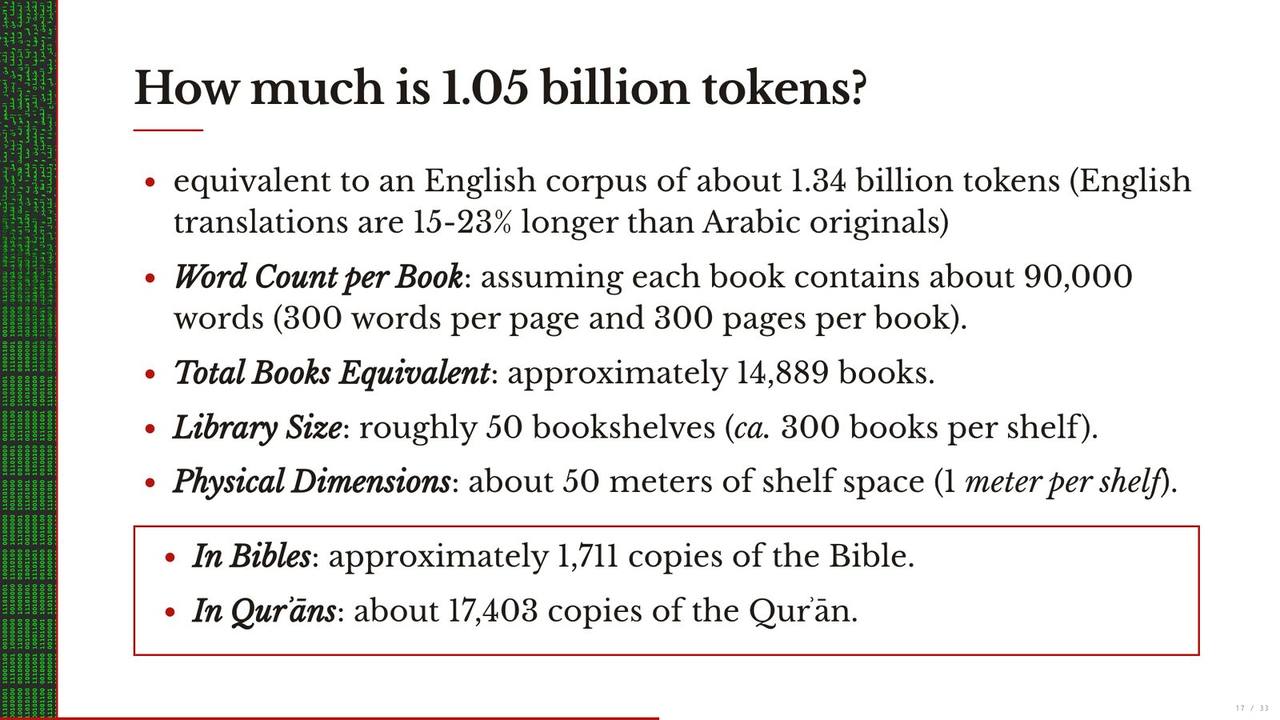 How much is 1.05 billion tokens?
equivalent to an English corpus of about 1.34 billion tokens (English
translations are 15-23% longer than Arabic originals)
Word Count per Book: assuming each book contains about 90,000
words (300 words per page and 300 pages per book).
Total Books Equivalent: approximately 14,889 books.
Library Size: roughly 50 bookshelves (ca. 300 books per shelf).
Physical Dimensions: about 50 meters of shelf space (1 meter per shelf).
In Bibles: approximately 1,711 copies of the Bible.
In Qurʾāns: about 17,403 copies of the Qurʾān.
17 / 33